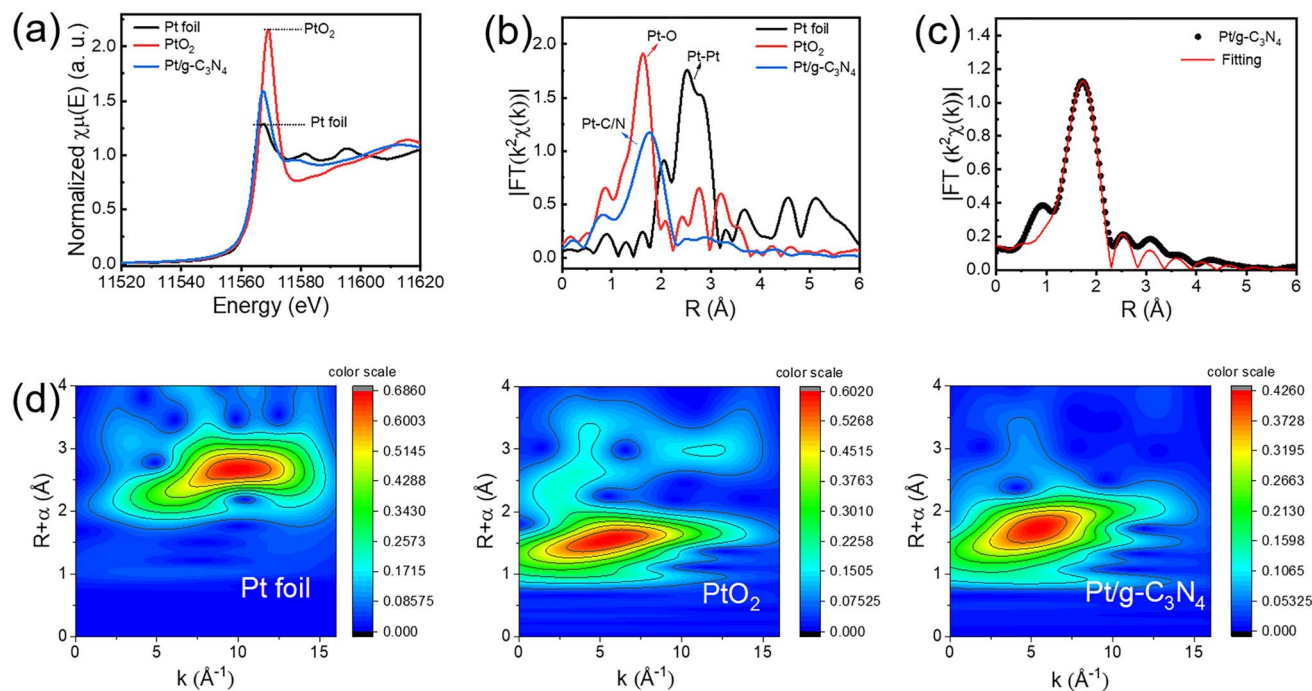 (a)
Pt foil
PtO₂
Pt/g-C₃N₄
PtO₂
Pt foil
Normalized χμ(E) (a. u.)
2.0
1.5
1.0
0.5
0.0
11520 11540 11560 11580 11600 11620
Energy (eV)
(b)
Pt foil
PtO₂
Pt/g-C₃N₄
Pt-O
Pt-Pt
Pt-C/N
|FT(k²χ(k))|
2.0
1.5
1.0
0.5
0.0
0 1 2 3 4 5 6
R (Å)
(c)
Pt/g-C₃N₄
Fitting
|FT (k²χ(k))|
1.6
1.4
1.2
1.0
0.8
0.6
0.4
0.2
0.0
0 1 2 3 4 5 6
R (Å)
(d)
R+α (Å)
4
3
2
1
0
0 5 10 15
k (Å⁻¹)
Pt foil
color scale
0.6860
0.6003
0.5145
0.4288
0.3430
0.2573
0.1715
0.08575
0.000
R+α (Å)
4
3
2
1
0
0 5 10 15
k (Å⁻¹)
PtO₂
color scale
0.6020
0.5268
0.4515
0.3763
0.3010
0.2258
0.1505
0.07525
0.000
R+α (Å)
4
3
2
1
0
0 5 10 15
k (Å⁻¹)
Pt/g-C₃N₄
color scale
0.4260
0.3728
0.3195
0.2663
0.2130
0.1598
0.1065
0.05325
0.000